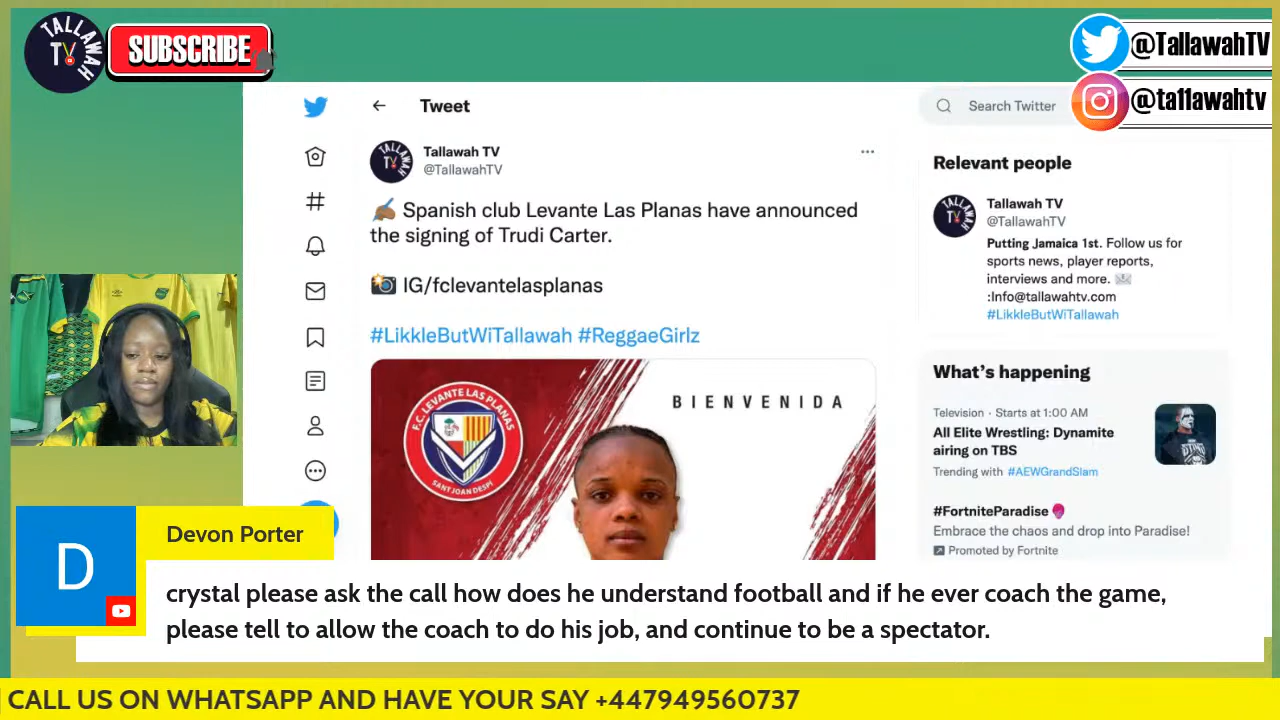 TALLAWAH
TV
SUBSCRIBE
@TallawahTV
@ta11awahtv
Tweet
Search Twitter
Tallawah TV
@TallawahTV
✍🏾 Spanish club Levante Las Planas have announced
the signing of Trudi Carter.
📸 IG/fclevantelasplanas
#LikkleButWiTallawah #ReggaeGirlz
BIENVENIDA
F.C. LEVANTE LAS PLANAS
SANT JOAN DESPÍ
Relevant people
Tallawah TV
@TallawahTV
Putting Jamaica 1st. Follow us for
sports news, player reports,
interviews and more. 📨
:Info@tallawahtv.com
#LikkleButWiTallawah
What's happening
Television · Starts at 1:00 AM
All Elite Wrestling: Dynamite
airing on TBS
Trending with #AEWGrandSlam
#FortniteParadise
Embrace the chaos and drop into Paradise!
Promoted by Fortnite
D
Devon Porter
crystal please ask the call how does he understand football and if he ever coach the game,
please tell to allow the coach to do his job, and continue to be a spectator.
CALL US ON WHATSAPP AND HAVE YOUR SAY +447949560737